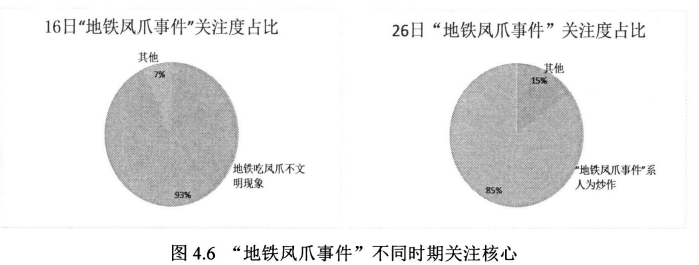 16日“地铁凤爪事件”关注度占比
其他
7%
地铁吃凤爪不文
明现象
93%
26日“地铁凤爪事件”关注度占比
其他
15%
“地铁凤爪事件”系
人为炒作
85%
图 4.6 “地铁凤爪事件”不同时期关注核心